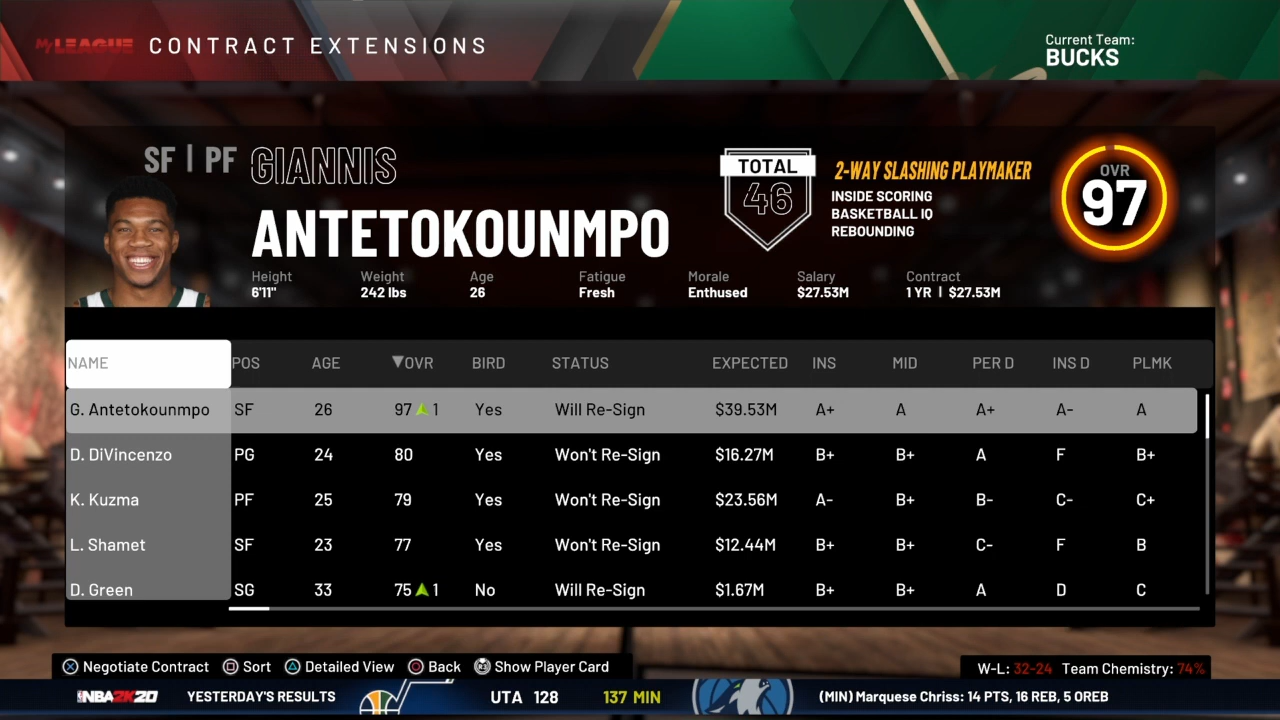 MyLEAGUE CONTRACT EXTENSIONS
Current Team:
BUCKS
SF | PF GIANNIS
ANTETOKOUNMPO
TOTAL
46
2-WAY SLASHING PLAYMAKER
INSIDE SCORING
BASKETBALL IQ
REBOUNDING
OVR
97
Height Weight Age Fatigue Morale Salary Contract
6'11" 242 lbs 26 Fresh Enthused $27.53M 1 YR | $27.53M
NAME POS AGE ▼OVR BIRD STATUS EXPECTED INS MID PER D INS D PLMK
G. Antetokounmpo SF 26 97 ▲ 1 Yes Will Re-Sign $39.53M A+ A A+ A- A
D. DiVincenzo PG 24 80 Yes Won't Re-Sign $16.27M B+ B+ A F B+
K. Kuzma PF 25 79 Yes Won't Re-Sign $23.56M A- B+ B- C- C+
L. Shamet SF 23 77 Yes Won't Re-Sign $12.44M B+ B+ C- F B
D. Green SG 33 75 ▲ 1 No Will Re-Sign $1.67M B+ B+ A D C
Negotiate Contract Sort Detailed View Back R3 Show Player Card
W-L: 32-24 Team Chemistry: 74%
NBA2K20 YESTERDAY'S RESULTS UTA 128 137 MIN (MIN) Marquese Chriss: 14 PTS, 16 REB, 5 OREB